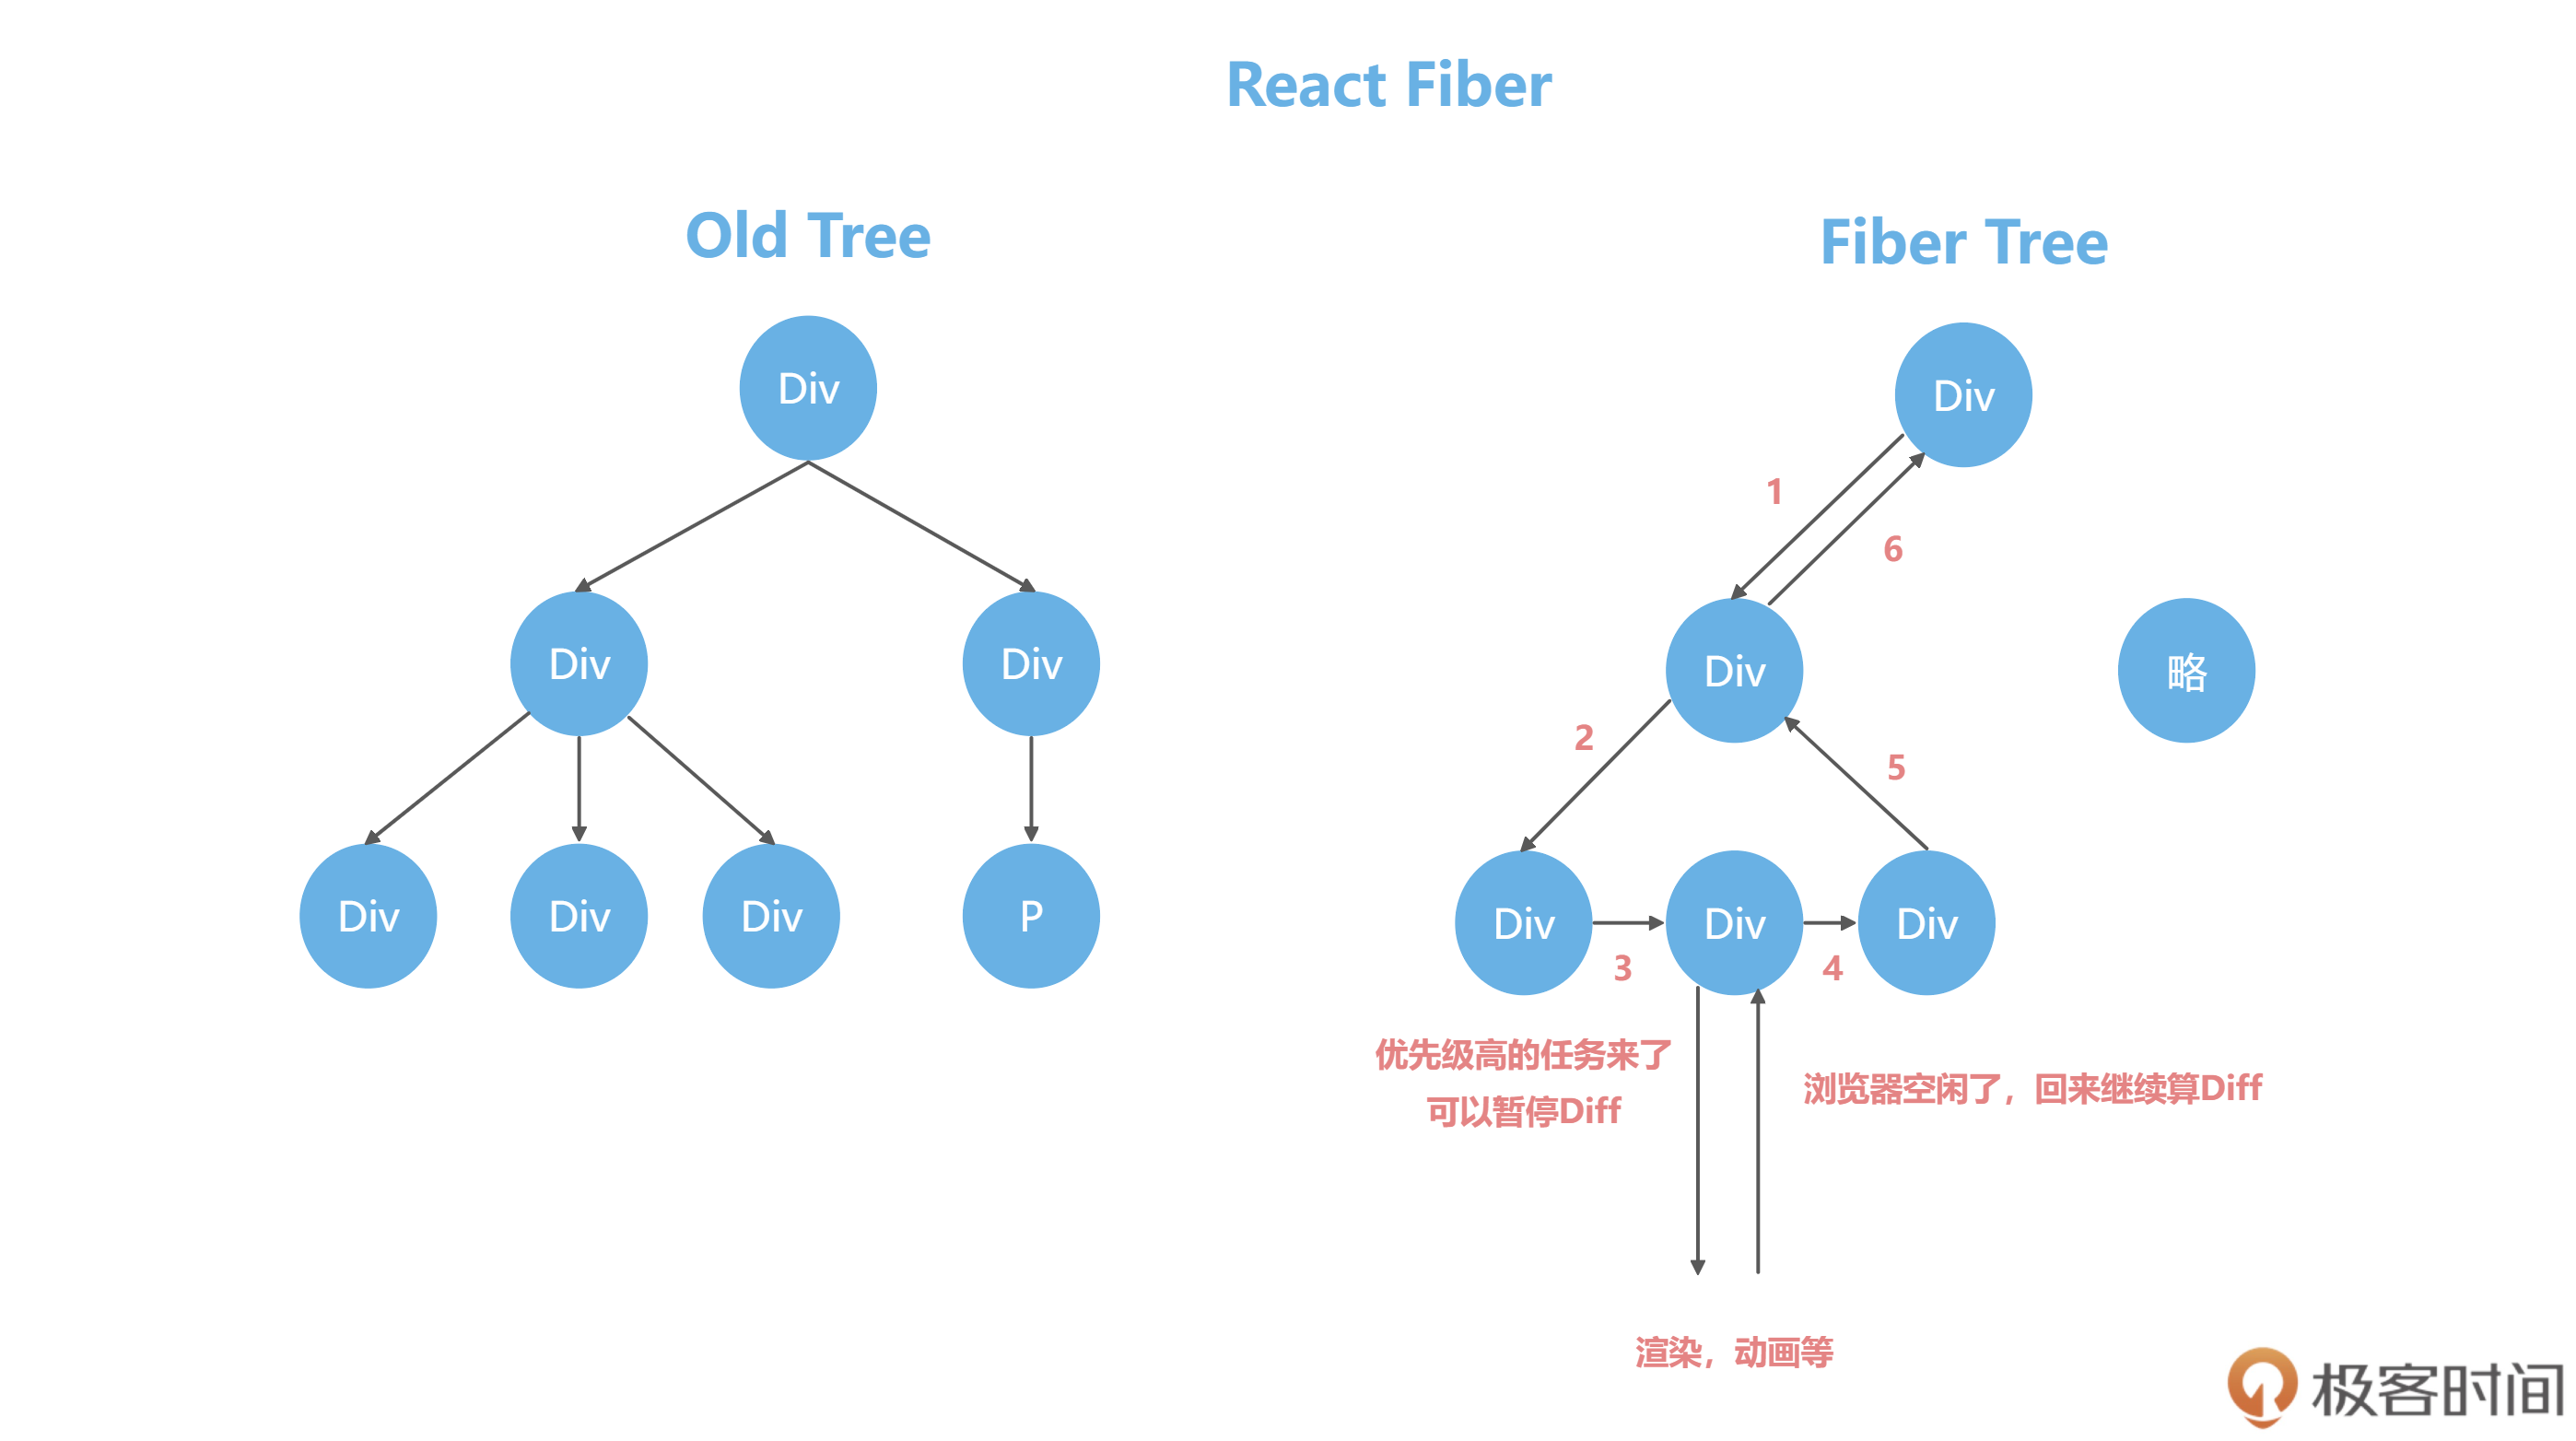 React Fiber
Old Tree
Div
Div
Div
Div
Div
Div
P
Fiber Tree
Div
1
6
Div
略
2
5
Div
Div
Div
3
4
优先级高的任务来了
可以暂停Diff
浏览器空闲了，回来继续算Diff
渲染，动画等
极客时间